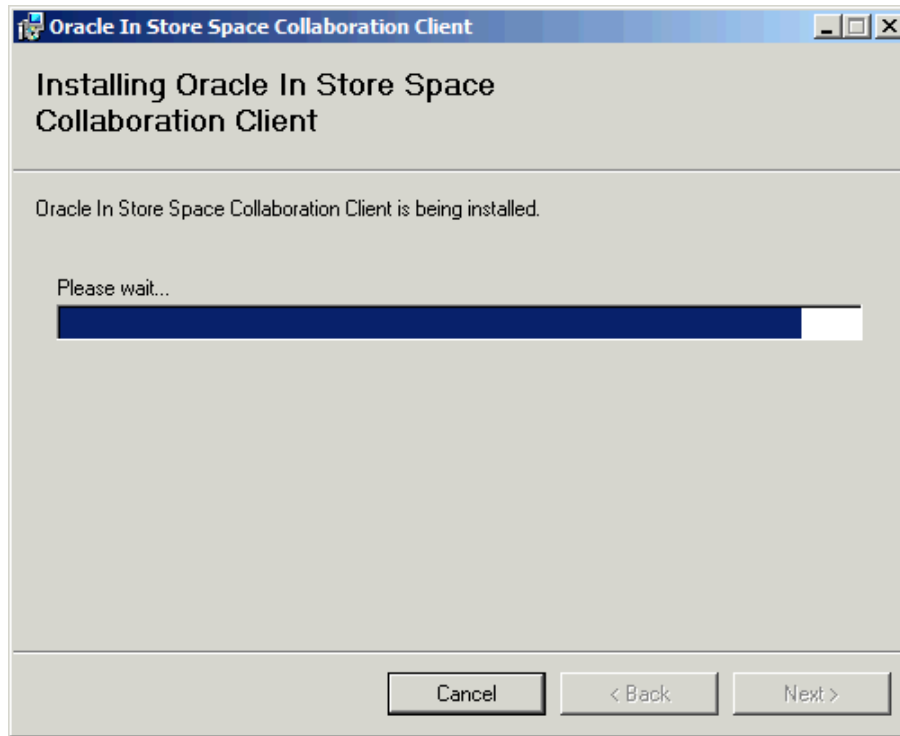 Oracle In Store Space Collaboration Client
Installing Oracle In Store Space
Collaboration Client
Oracle In Store Space Collaboration Client is being installed.
Please wait...
Cancel
< Back
Next >